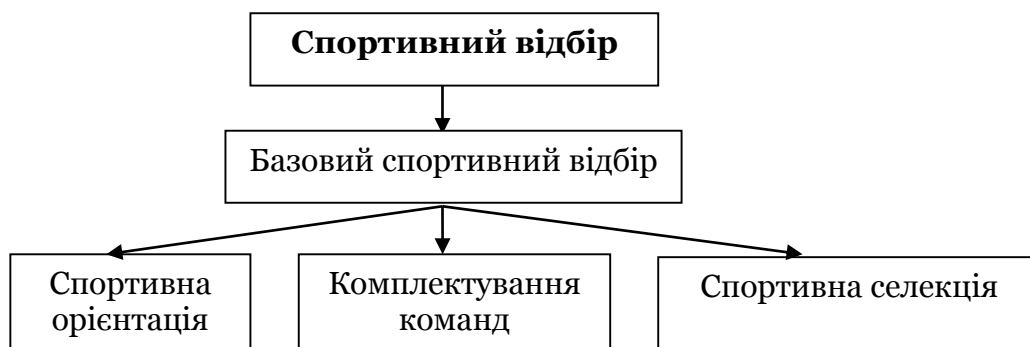 Спортивний відбір
Базовий спортивний відбір
Спортивна
орієнтація
Комплектування
команд
Спортивна селекція